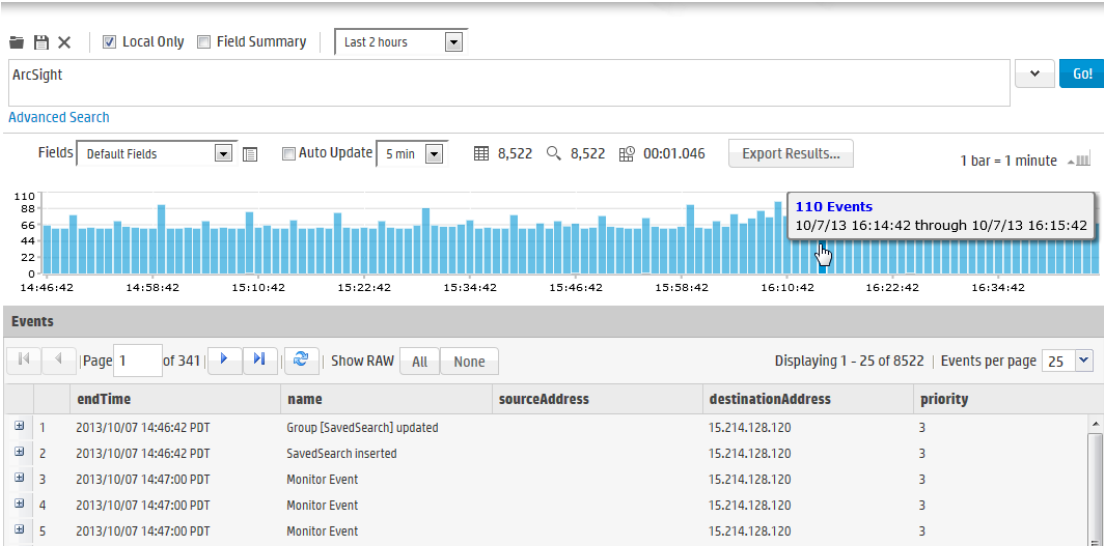 Local Only Field Summary Last 2 hours
ArcSight
Go!
Advanced Search
Fields Default Fields Auto Update 5 min 8,522 8,522 00:01.046 Export Results... 1 bar = 1 minute
110
88
66
44
22
0
110 Events
10/7/13 16:14:42 through 10/7/13 16:15:42
14:46:42 14:58:42 15:10:42 15:22:42 15:34:42 15:46:42 15:58:42 16:10:42 16:22:42 16:34:42
Events
Page 1 of 341 Show RAW All None Displaying 1 - 25 of 8522 Events per page 25
endTime name sourceAddress destinationAddress priority
1 2013/10/07 14:46:42 PDT Group [SavedSearch] updated 15.214.128.120 3
2 2013/10/07 14:46:42 PDT SavedSearch inserted 15.214.128.120 3
3 2013/10/07 14:47:00 PDT Monitor Event 15.214.128.120 3
4 2013/10/07 14:47:00 PDT Monitor Event 15.214.128.120 3
5 2013/10/07 14:47:00 PDT Monitor Event 15.214.128.120 3